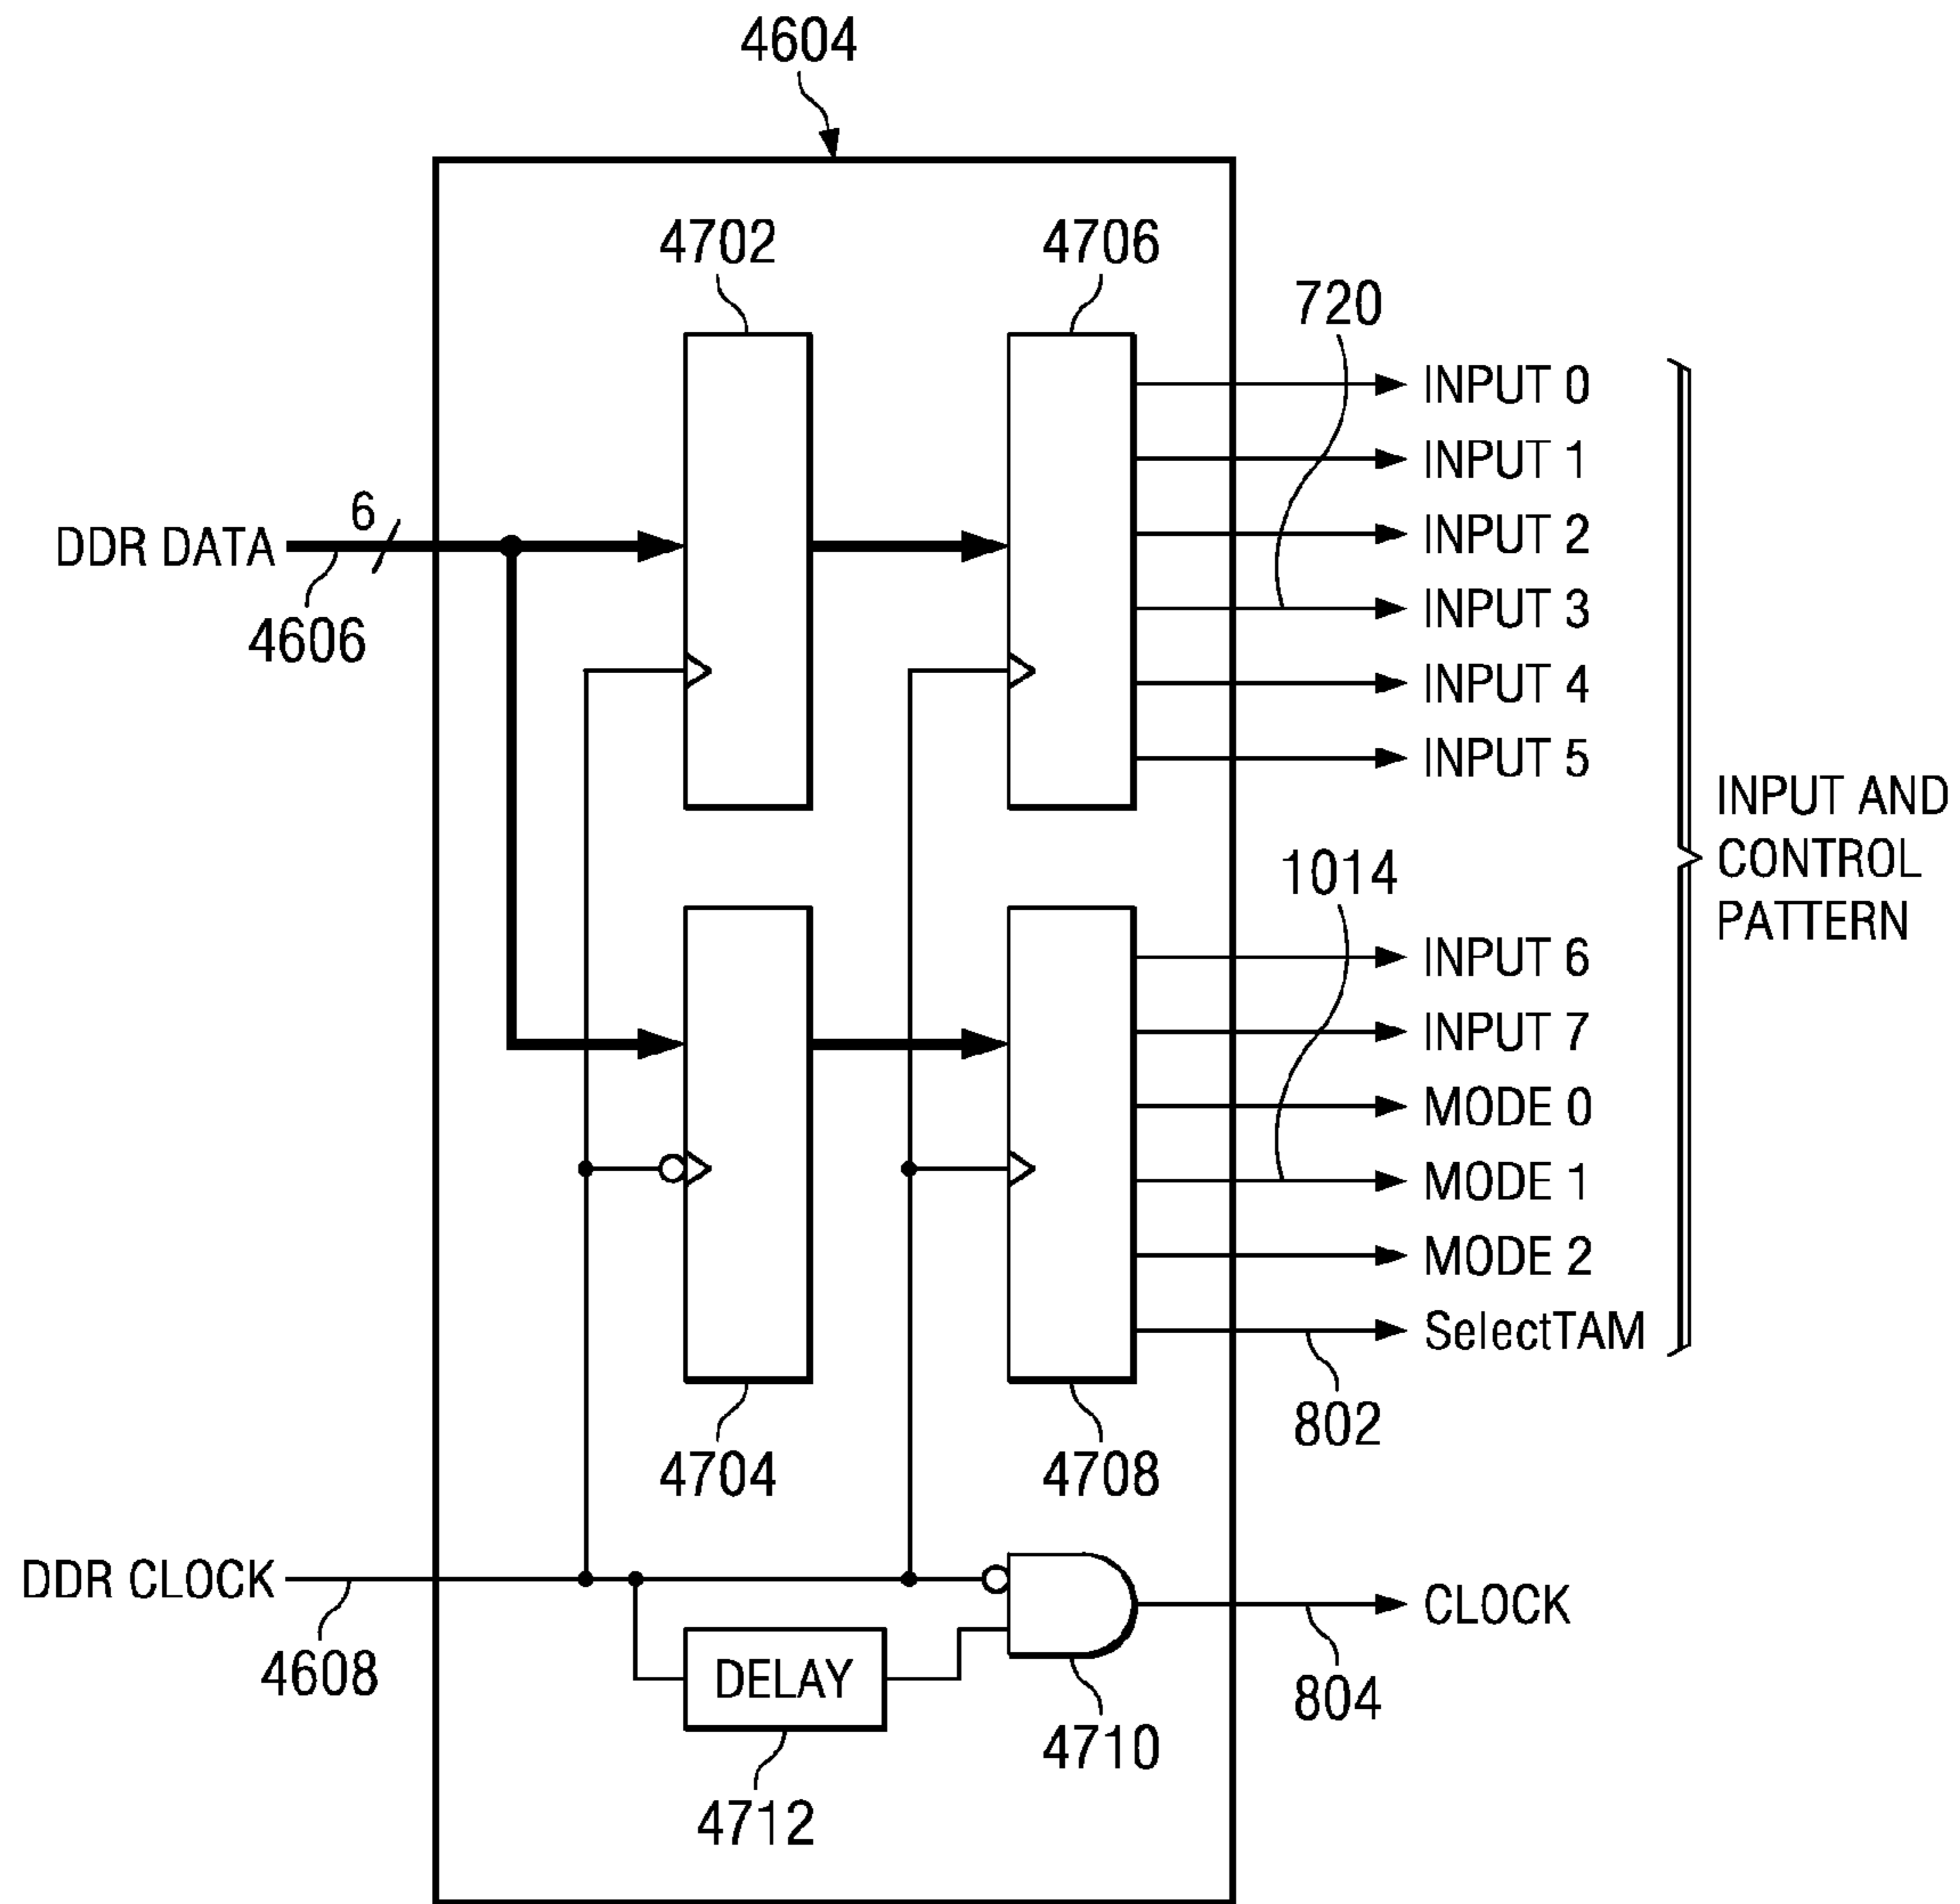 4604
4702
4706
720
INPUT 0
INPUT 1
6
DDR DATA
INPUT 2
4606
INPUT 3
INPUT 4
INPUT 5
INPUT AND
CONTROL
PATTERN
1014
INPUT 6
INPUT 7
MODE 0
MODE 1
MODE 2
SelectTAM
802
4704
4708
DDR CLOCK
CLOCK
4608
DELAY
804
4710
4712